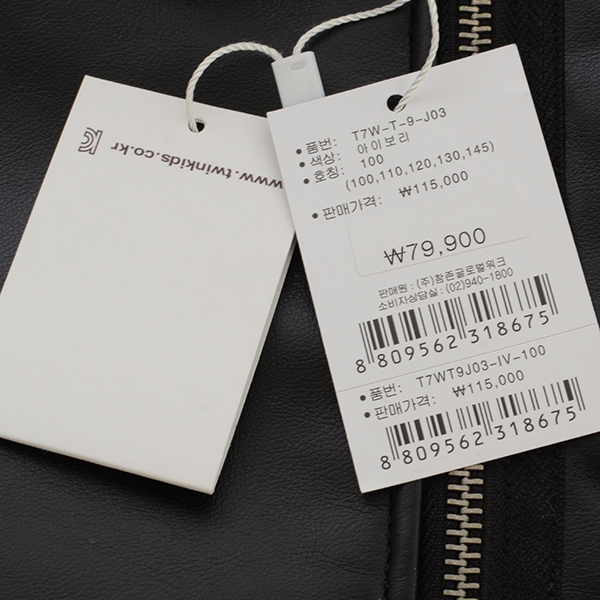 www.twinkids.co.kr
품번: T7W-T-9-J03
색상: 아이보리
호칭: 100
(100,110,120,130,145)
판매가격: ₩115,000
₩79,900
판매원 : (주)참존글로벌워크
소비자상담실 : (02)940-1800
8 809562 318675
품번: T7WT9J03-IV-100
판매가격: ₩115,000
8 809562 318675